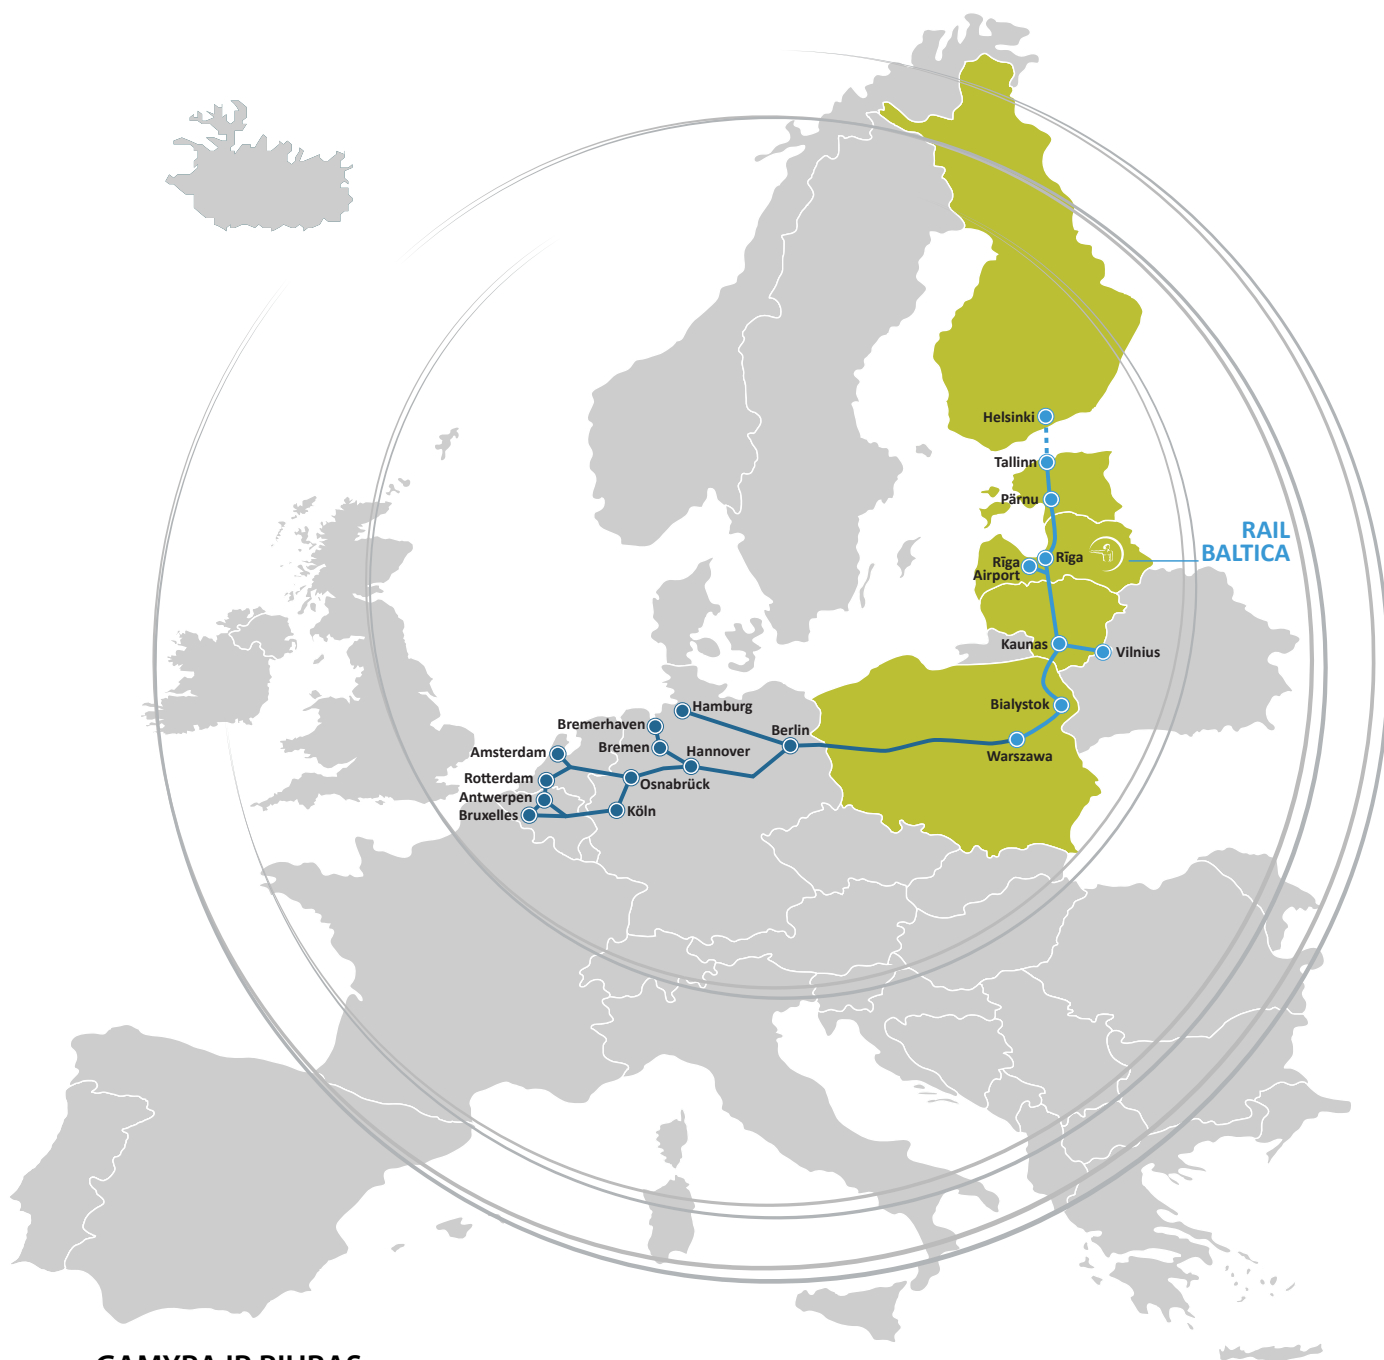 Helsinki
Tallinn
Pärnu
RAIL
BALTICA
Rīga
Rīga
Airport
Kaunas
Vilnius
Bialystok
Warszawa
Hamburg
Bremerhaven
Berlin
Bremen
Hannover
Amsterdam
Rotterdam
Osnabrück
Antwerpen
Köln
Bruxelles